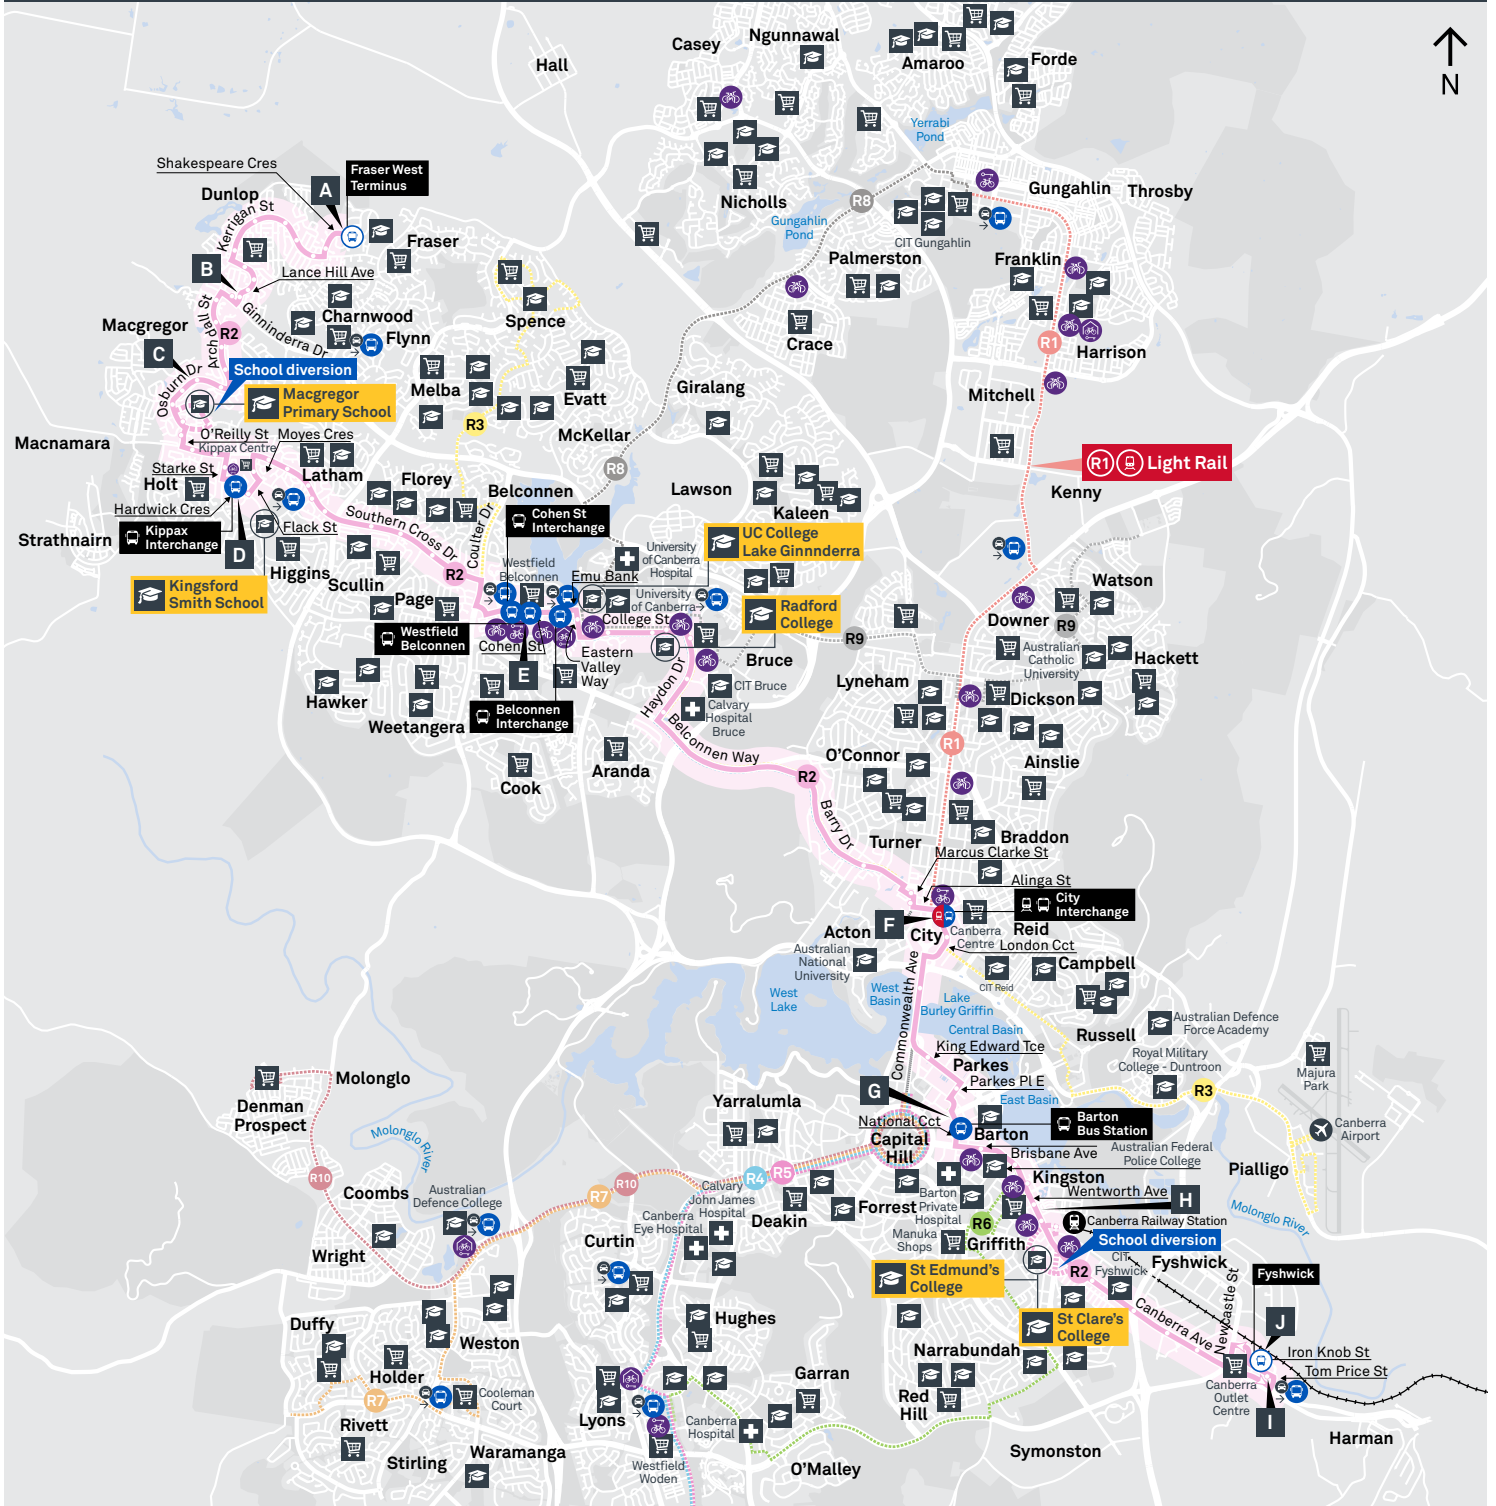 Casey
Ngunnawal
Amaroo
Forde
Hall
N
Yerrabi
Pond
Shakespeare Cres
Fraser West
Terminus
A
Dunlop
Kerrigan St
Fraser
Nicholls
Gungahlin
Throsby
R8
Gungahlin
Pond
CIT Gungahlin
Palmerston
Franklin
B
Lance Hill Ave
Charnwood
Ginninderra Dr
Archdall St
R2
Flynn
Macgregor
C
Osburn Dr
School diversion
Macgregor
Primary School
Spence
Crace
R1
Harrison
Mitchell
Melba
Evatt
Giralang
R3
McKellar
Macnamara
O'Reilly St
Kippax Centre
Moyes Cres
Starke St
Holt
Latham
Hardwick Cres
Flack St
Strathnairn
Kippax
Interchange
D
Higgins
Kingsford
Smith School
Florey
Belconnen
R8
Lawson
Kaleen
R1
Light Rail
Kenny
Southern Cross Dr
Coulter Dr
Cohen St
Interchange
UC College
Lake Ginnnderra
University
of Canberra
Hospital
Scullin
R2
Westfield
Belconnen
Emu Bank
University
of Canberra
Radford
College
Page
College St
Westfield
Belconnen
Cohen St
E
Eastern
Valley
Way
Bruce
R9
Watson
Downer
R9
Australian
Catholic
University
Hackett
Hawker
Weetangera
Belconnen
Interchange
Haydon Dr
CIT Bruce
Calvary
Hospital
Bruce
Lyneham
Dickson
Belconnen Way
R1
Cook
Aranda
R2
O'Connor
Ainslie
Barry Dr
Turner
Braddon
Marcus Clarke St
Alinga St
City
Interchange
Acton
F
City
Canberra
Centre
Reid
London Cct
Australian
National
University
CIT Reid
Campbell
West
Lake
West
Basin
Commonwealth Ave
Lake
Burley Griffin
Central Basin
Russell
Australian Defence
Force Academy
King Edward Tce
Parkes
Royal Military
College - Duntroon
Majura
Park
G
Parkes Pl E
East Basin
R3
Molonglo
Denman
Prospect
Molonglo
River
Yarralumla
National Cct
Capital
Hill
Barton
Barton
Bus Station
Canberra
Airport
Brisbane Ave
Australian Federal
Police College
Pialligo
R10
Coombs
R7
R10
R4
R5
Kingston
Wentworth Ave
H
Australian
Defence College
Calvary
John James
Hospital
Deakin
Forrest
Barton
Private
Hospital
R6
Canberra Railway Station
Molonglo River
Wright
Canberra
Eye Hospital
Curtin
Manuka
Shops
Griffith
School diversion
R2
CIT
Fyshwick
Fyshwick
St Edmund's
College
Newcastle St
Fyshwick
St Clare's
College
Canberra Ave
J
Duffy
Weston
Hughes
Iron Knob St
Tom Price St
Narrabundah
Holder
Garran
Canberra
Outlet
Centre
I
R7
Rivett
Cooleman
Court
Lyons
Canberra
Hospital
Red
Hill
Harman
Stirling
Waramanga
Westfield
Woden
O'Malley
Symonston